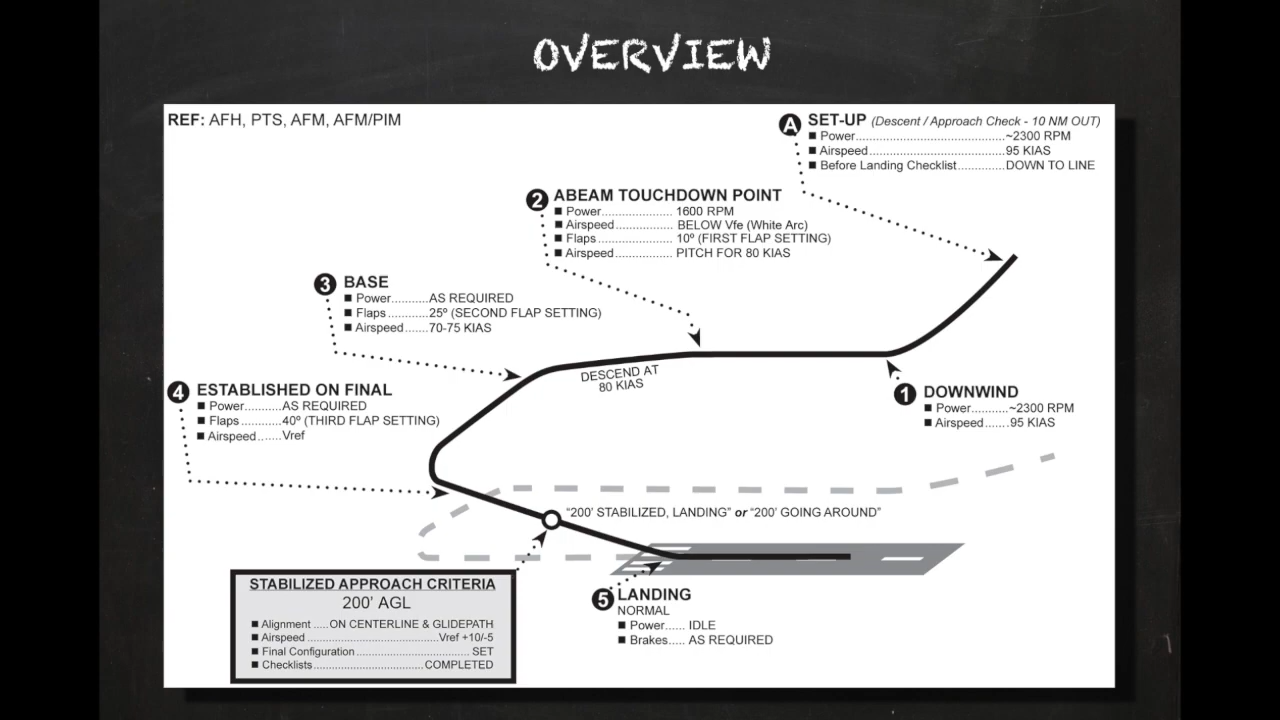 OVERVIEW
REF: AFH, PTS, AFM, AFM/PIM
A SET-UP (Descent / Approach Check - 10 NM OUT)
■ Power..........~2300 RPM
■ Airspeed..........95 KIAS
■ Before Landing Checklist..........DOWN TO LINE
2 ABEAM TOUCHDOWN POINT
■ Power.......... 1600 RPM
■ Airspeed.......... BELOW Vfe (White Arc)
■ Flaps.......... 10º (FIRST FLAP SETTING)
■ Airspeed.......... PITCH FOR 80 KIAS
3 BASE
■ Power..........AS REQUIRED
■ Flaps..........25º (SECOND FLAP SETTING)
■ Airspeed.......70-75 KIAS
DESCEND AT
80 KIAS
4 ESTABLISHED ON FINAL
■ Power..........AS REQUIRED
■ Flaps..........40º (THIRD FLAP SETTING)
■ Airspeed.......Vref
1 DOWNWIND
■ Power..........~2300 RPM
■ Airspeed.......95 KIAS
"200' STABILIZED, LANDING" or "200' GOING AROUND"
STABILIZED APPROACH CRITERIA
200' AGL
■ Alignment .....ON CENTERLINE & GLIDEPATH
■ Airspeed ..........Vref +10/-5
■ Final Configuration .......... SET
■ Checklists..........COMPLETED
5 LANDING
NORMAL
■ Power...... IDLE
■ Brakes..... AS REQUIRED